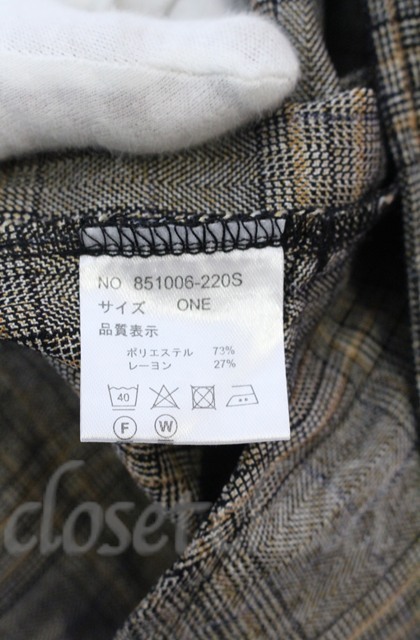 NO 851006-220S
サイズ ONE
品質表示
ポリエステル 73%
レーヨン 27%
40
F W
closet